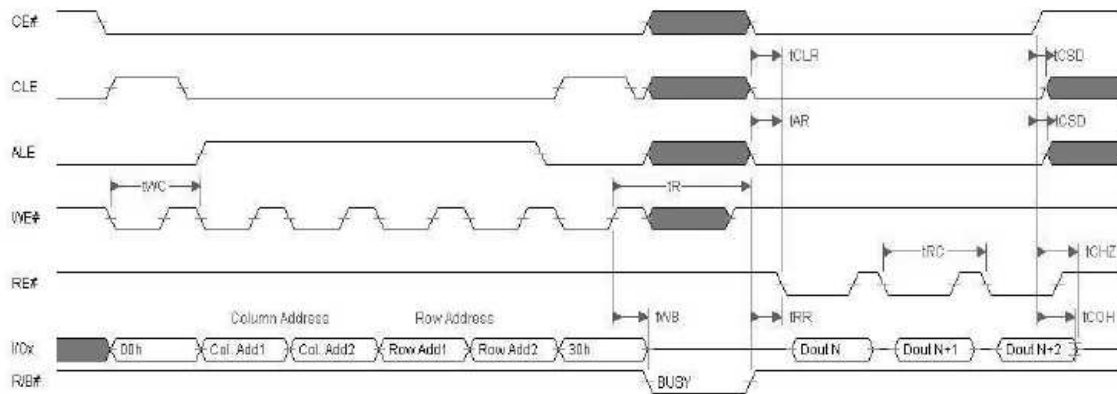 CE#
tCLR
tCSD
CLE
tAR
tCSD
ALE
tWC
tR
WE#
tRC
tCHZ
RE#
Column Address
Row Address
tWB
tRR
tCOH
I/Ox
00h
Col. Add1
Col. Add2
Row Add1
Row Add2
30h
Dout N
Dout N+1
Dout N+2
R/B#
BUSY